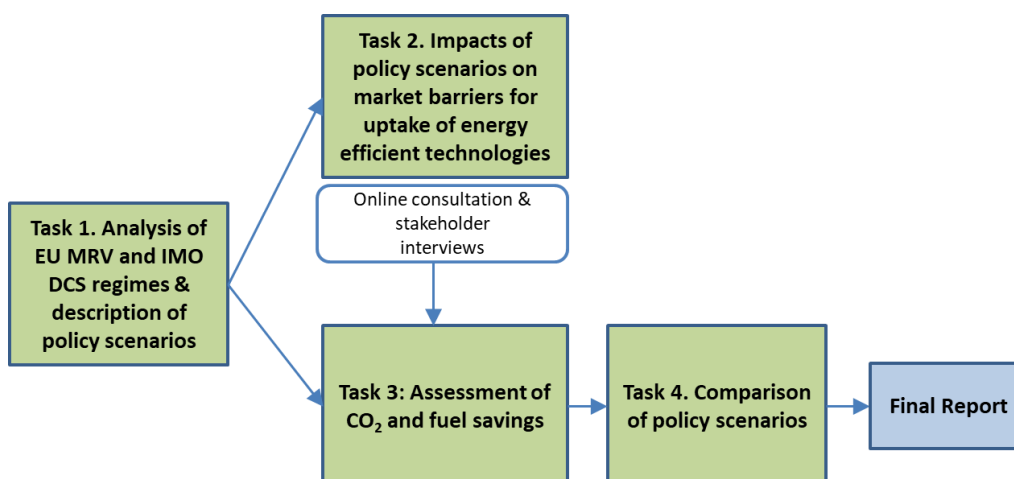 Task 1. Analysis of
EU MRV and IMO
DCS regimes &
description of
policy scenarios
Task 2. Impacts of
policy scenarios on
market barriers for
uptake of energy
efficient technologies
Online consultation &
stakeholder
interviews
Task 3: Assessment of
CO₂ and fuel savings
Task 4. Comparison
of policy scenarios
Final Report